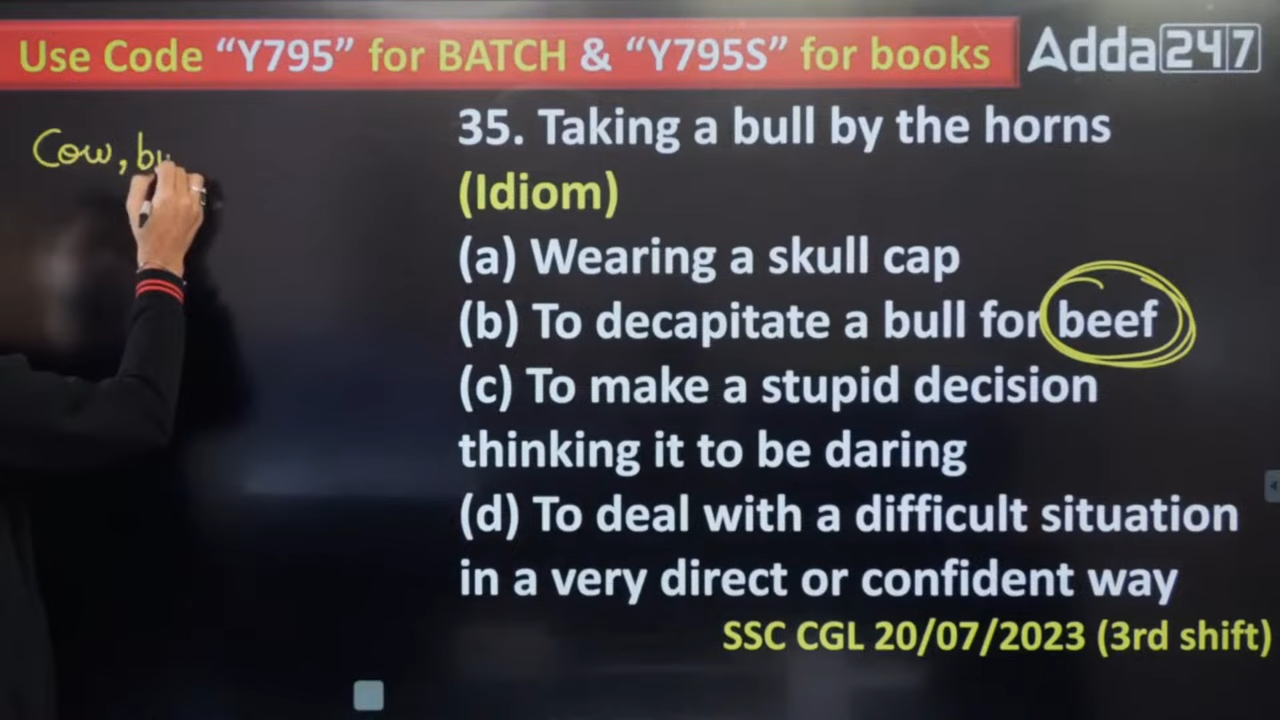 Use Code “Y795” for BATCH & “Y795S” for books
Adda247
Cow, bu
35. Taking a bull by the horns
(Idiom)
(a) Wearing a skull cap
(b) To decapitate a bull for beef
(c) To make a stupid decision
thinking it to be daring
(d) To deal with a difficult situation
in a very direct or confident way
SSC CGL 20/07/2023 (3rd shift)